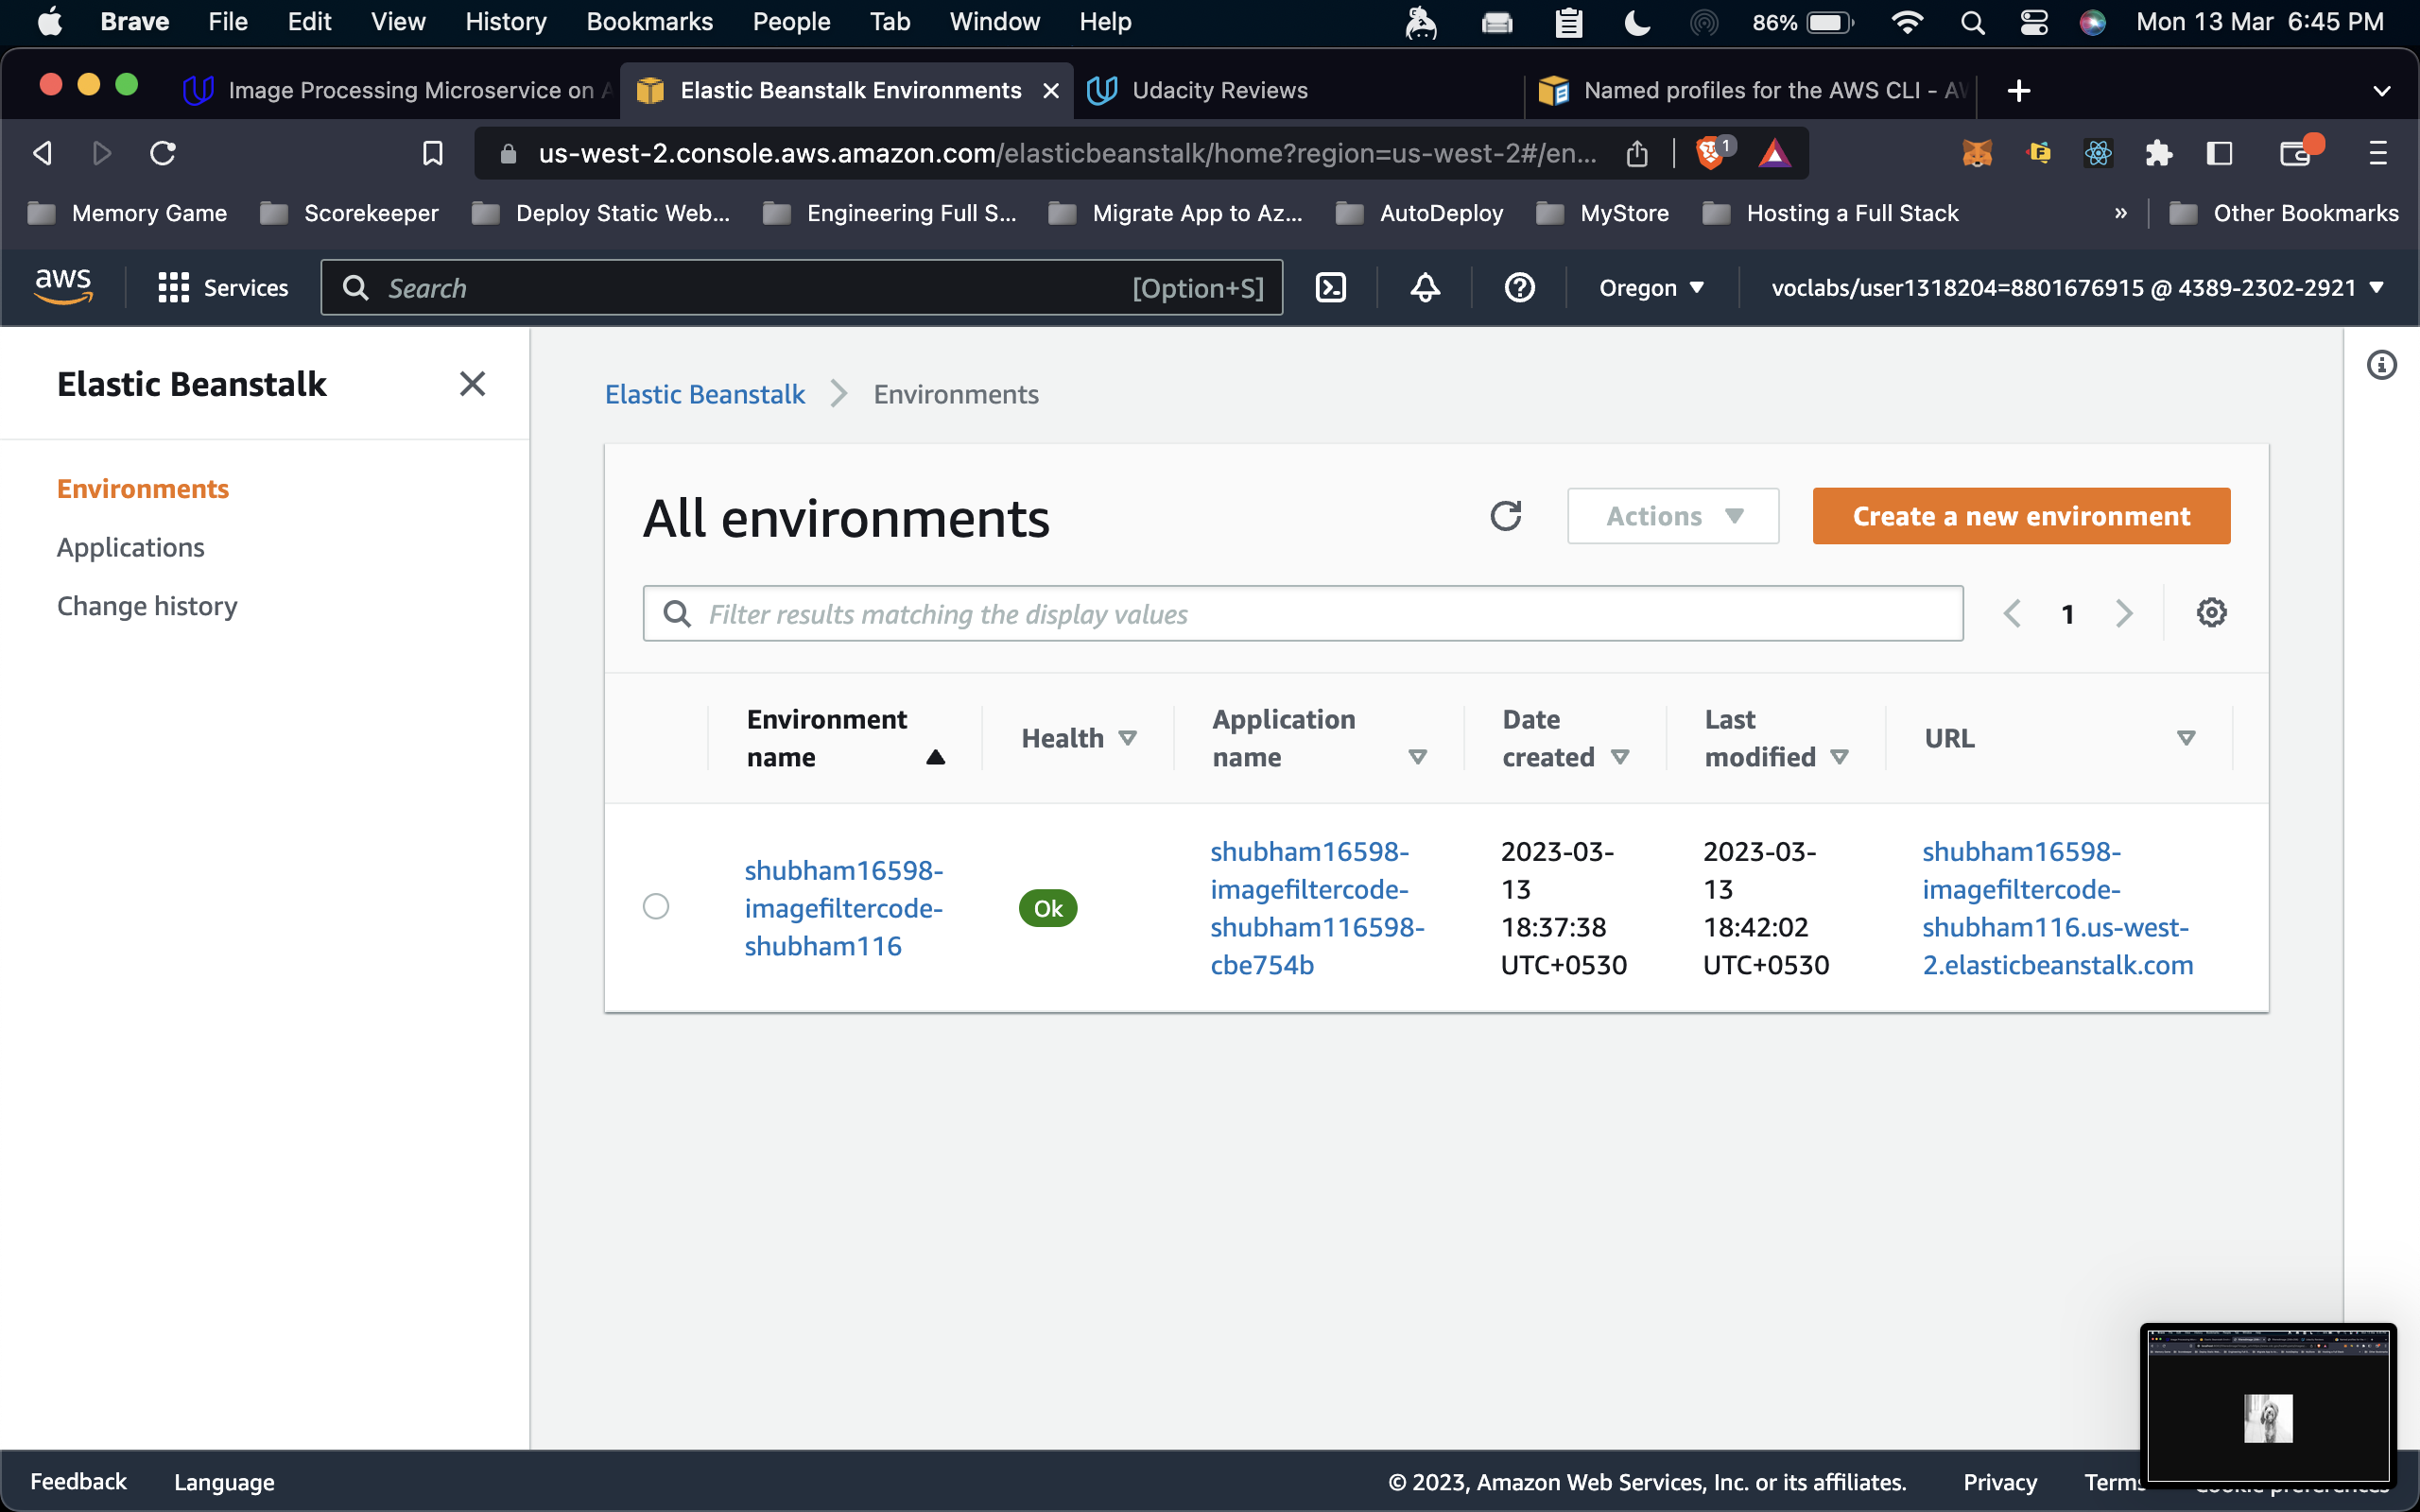 Brave File Edit View History Bookmarks People Tab Window Help 86% Mon 13 Mar 6:45 PM
Image Processing Microservice on A Elastic Beanstalk Environments Udacity Reviews Named profiles for the AWS CLI - AW
us-west-2.console.aws.amazon.com/elasticbeanstalk/home?region=us-west-2#/en... 1
Memory Game Scorekeeper Deploy Static Web... Engineering Full S... Migrate App to Az... AutoDeploy MyStore Hosting a Full Stack » Other Bookmarks
aws Services Search [Option+S] Oregon voclabs/user1318204=8801676915 @ 4389-2302-2921
Elastic Beanstalk
Environments
Applications
Change history
Elastic Beanstalk Environments
All environments Actions Create a new environment
Filter results matching the display values 1
Environment name Health Application name Date created Last modified URL
shubham16598-
imagefiltercode-
shubham116
Ok
shubham16598-
imagefiltercode-
shubham116598-
cbe754b
2023-03-
13
18:37:38
UTC+0530
2023-03-
13
18:42:02
UTC+0530
shubham16598-
imagefiltercode-
shubham116.us-west-
2.elasticbeanstalk.com
Feedback Language © 2023, Amazon Web Services, Inc. or its affiliates. Privacy Terms Cookie preferences